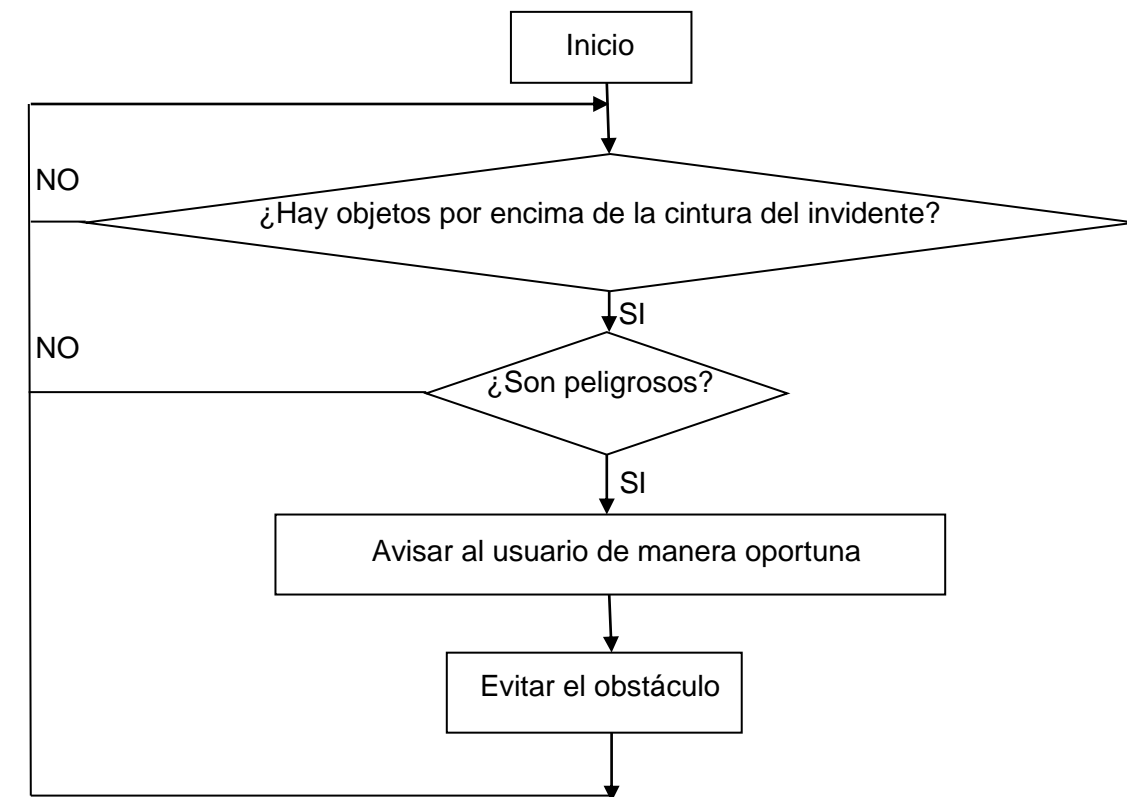 Inicio
NO
¿Hay objetos por encima de la cintura del invidente?
SI
NO
¿Son peligrosos?
SI
Avisar al usuario de manera oportuna
Evitar el obstáculo